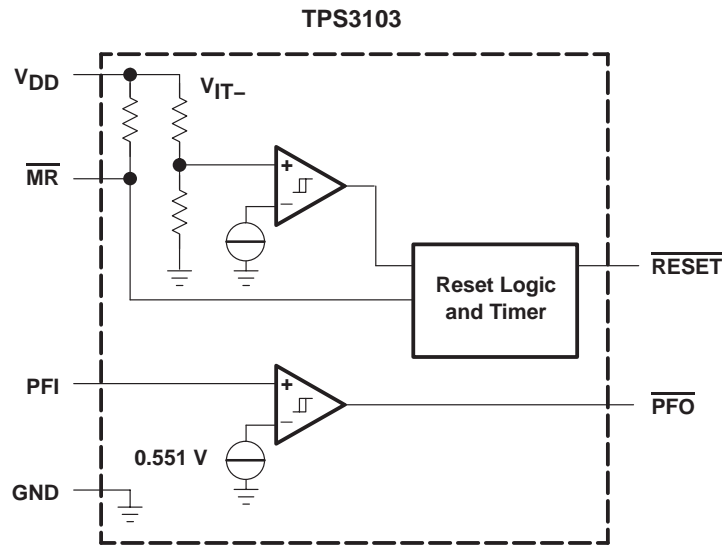 TPS3103
VDD
VIT–
MR
+
–
RESET
Reset Logic
and Timer
PFI
+
–
PFO
0.551 V
GND